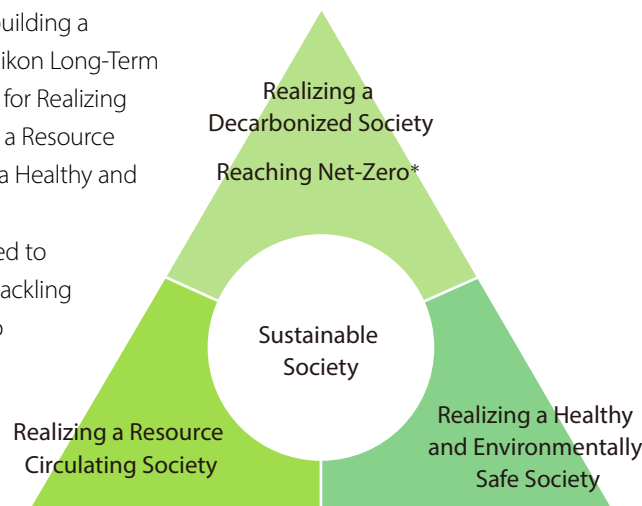 uilding a
ikon Long-Term
for Realizing
a Resource
a Healthy and
ed to
ackling
Realizing a
Decarbonized Society
Reaching Net-Zero*
Sustainable
Society
Realizing a Resource
Circulating Society
Realizing a Healthy
and Environmentally
Safe Society